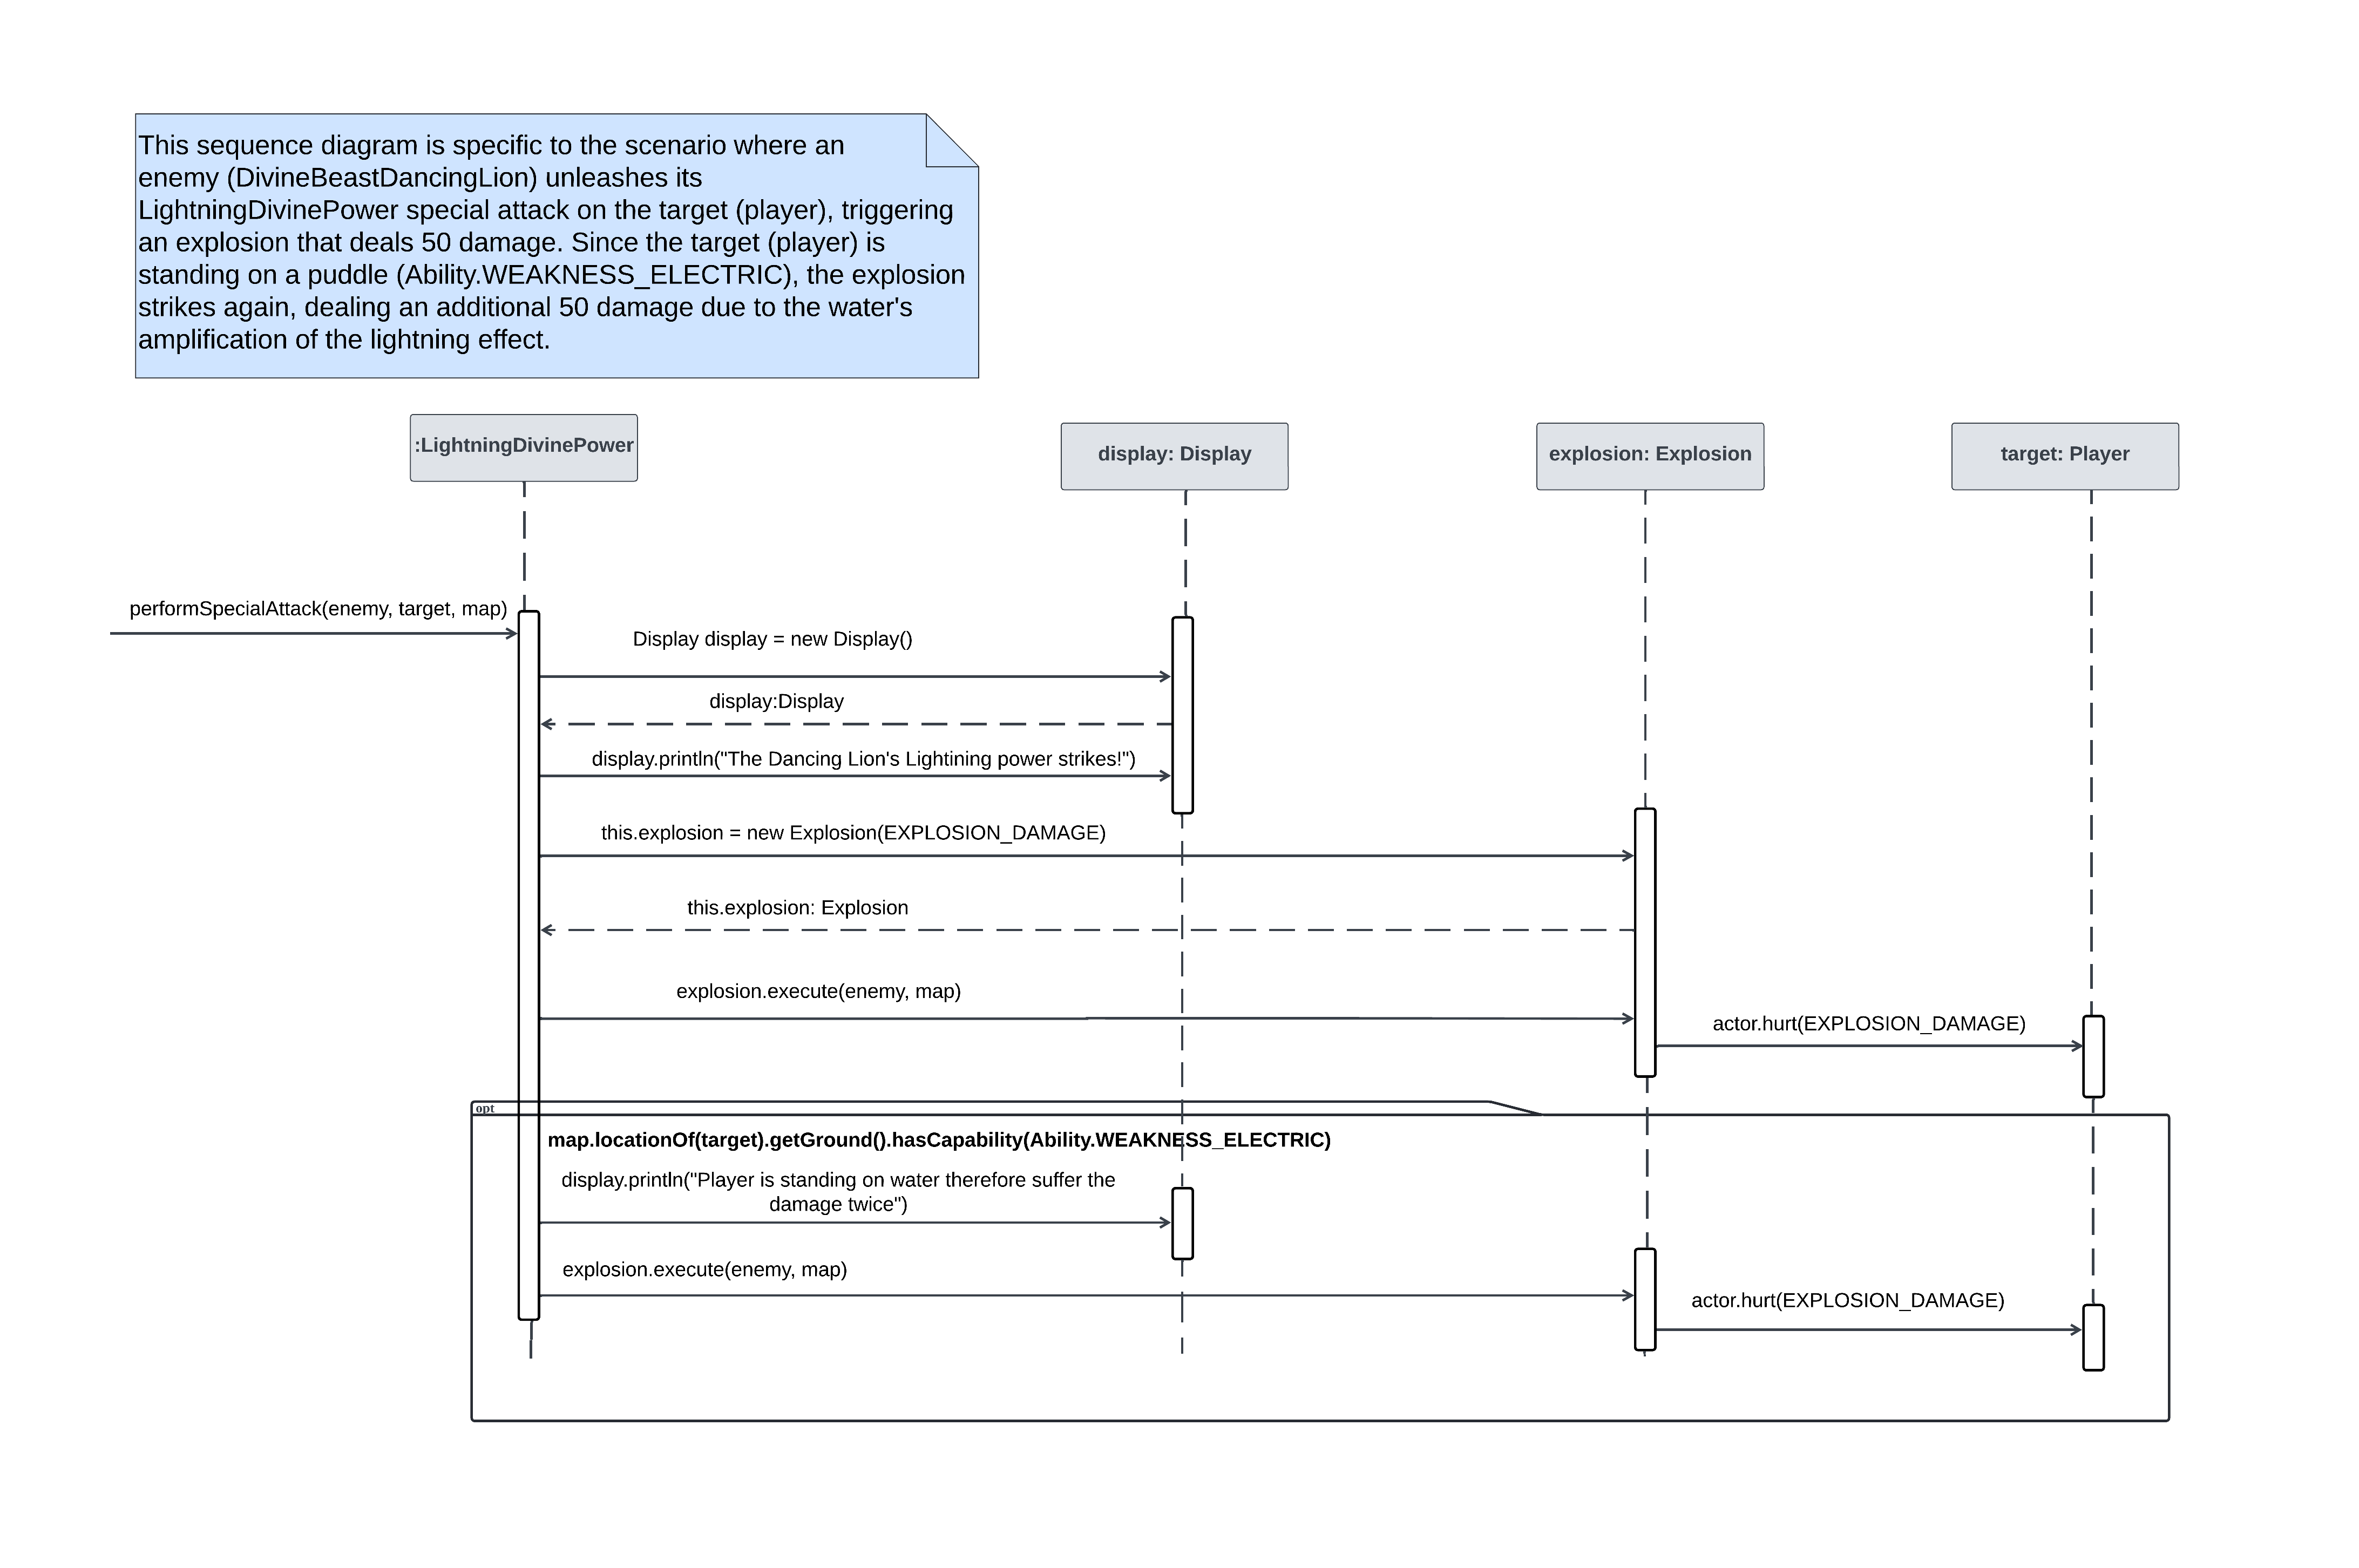 This sequence diagram is specific to the scenario where an
enemy (DivineBeastDancingLion) unleashes its
LightningDivinePower special attack on the target (player), triggering
an explosion that deals 50 damage. Since the target (player) is
standing on a puddle (Ability.WEAKNESS_ELECTRIC), the explosion
strikes again, dealing an additional 50 damage due to the water's
amplification of the lightning effect.
:LightningDivinePower
display: Display
explosion: Explosion
target: Player
performSpecialAttack(enemy, target, map)
Display display = new Display()
display:Display
display.println("The Dancing Lion's Lightining power strikes!")
this.explosion = new Explosion(EXPLOSION_DAMAGE)
this.explosion: Explosion
explosion.execute(enemy, map)
actor.hurt(EXPLOSION_DAMAGE)
opt
map.locationOf(target).getGround().hasCapability(Ability.WEAKNESS_ELECTRIC)
display.println("Player is standing on water therefore suffer the
damage twice")
explosion.execute(enemy, map)
actor.hurt(EXPLOSION_DAMAGE)